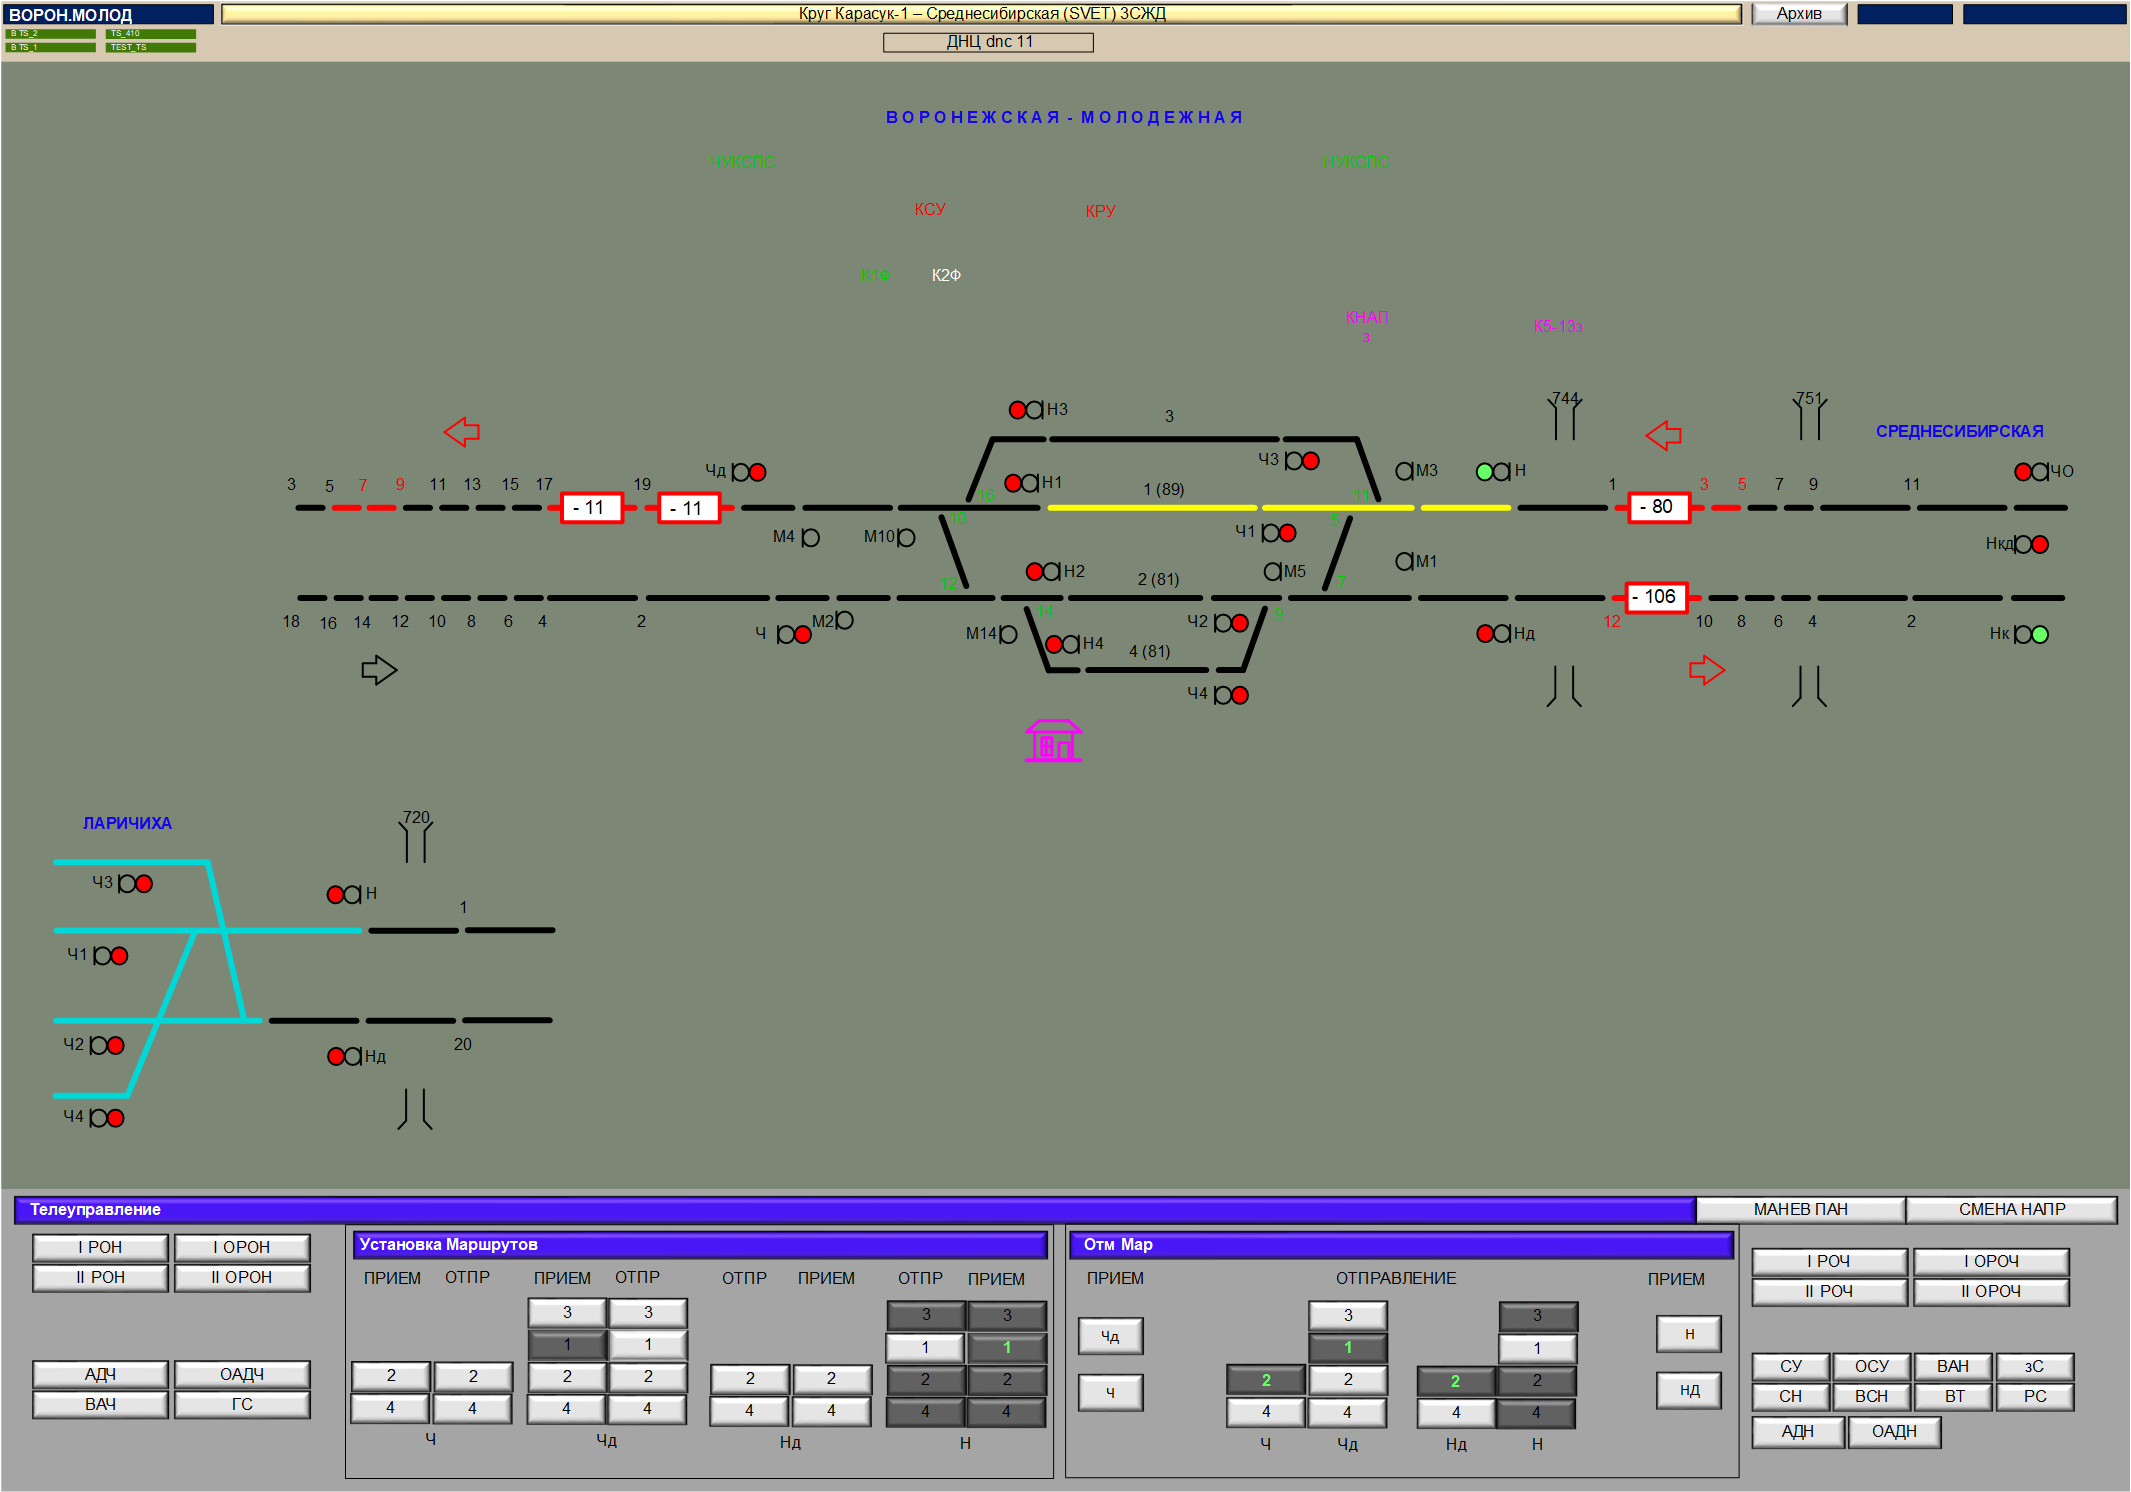 ВОРОН.МОЛОД
Круг Карасук-1 – Среднесибирская (SVET) ЗСЖД
Архив
В TS_2
TS_410
В TS_1
TEST_TS
ДНЦ dnc 11
ВОРОНЕЖСКАЯ - МОЛОДЕЖНАЯ
ЧУКСПС
НУКСПС
КСУ
КРУ
К1Ф
К2Ф
КНАП
з
К5-13з
744
751
Н3
3
СРЕДНЕСИБИРСКАЯ
Чд
Ч3
М3
Н
ЧО
3 5 7 9 11 13 15 17 19
Н1
1 (89)
1 3 5 7 9 11
16
11
- 11
- 11
- 80
10
5
М4
М10
Ч1
Нкд
М1
12
Н2
2 (81)
М5
7
- 106
18 16 14 12 10 8 6 4 2
14
9
12 10 8 6 4 2
Ч
М2
М14
Ч2
Нд
Нк
Н4
4 (81)
Ч4
ЛАРИЧИХА
720
Ч3
Н
1
Ч1
Ч2
20
Нд
Ч4
Телеуправление
МАНЕВ ПАН
СМЕНА НАПР
I РОН
I ОРОН
II РОН
II ОРОН
АДЧ
ОАДЧ
ВАЧ
ГС
Установка Маршрутов
ПРИЕМ ОТПР ПРИЕМ ОТПР ОТПР ПРИЕМ ОТПР ПРИЕМ
3 3 3 3
1 1 1 1
2 2 2 2 2 2 2 2
4 4 4 4 4 4 4 4
Ч Чд Нд Н
Отм Мар
ПРИЕМ ОТПРАВЛЕНИЕ ПРИЕМ
3 3
Чд 1 1 Н
2 2 2 2
Ч 4 4 4 4 НД
Ч Чд Нд Н
I РОЧ
I ОРОЧ
II РОЧ
II ОРОЧ
СУ ОСУ ВАН зС
СН ВСН ВТ РС
АДН ОАДН